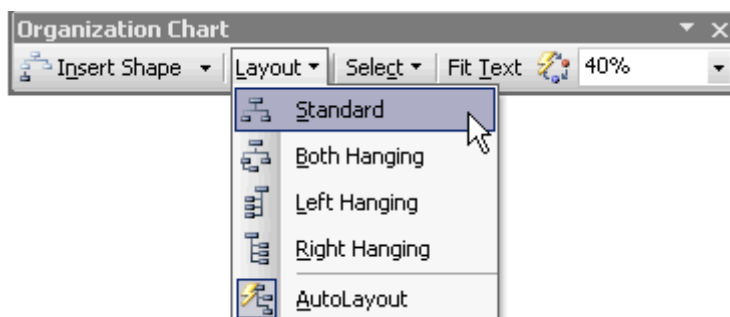 Organization Chart
Insert Shape Layout Select Fit Text 40%
Standard
Both Hanging
Left Hanging
Right Hanging
AutoLayout